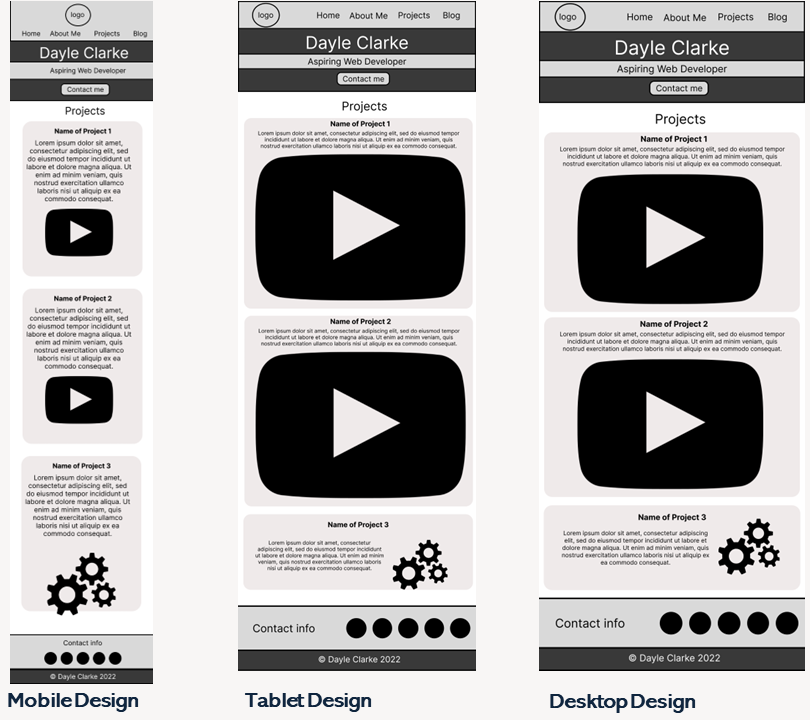 logo
Home About Me Projects Blog
Dayle Clarke
Aspiring Web Developer
Contact me
Projects
Name of Project 1
Lorem ipsum dolor sit amet,
consectetur adipiscing elit, sed
do eiusmod tempor incididunt ut
labore et dolore magna aliqua. Ut
enim ad minim veniam, quis
nostrud exercitation ullamco
laboris nisi ut aliquip ex ea
commodo consequat.
Name of Project 2
Lorem ipsum dolor sit amet,
consectetur adipiscing elit, sed
do eiusmod tempor incididunt ut
labore et dolore magna aliqua. Ut
enim ad minim veniam, quis
nostrud exercitation ullamco
laboris nisi ut aliquip ex ea
commodo consequat.
Name of Project 3
Lorem ipsum dolor sit amet,
consectetur adipiscing elit, sed
do eiusmod tempor incididunt ut
labore et dolore magna aliqua. Ut
enim ad minim veniam, quis
nostrud exercitation ullamco
laboris nisi ut aliquip ex ea
commodo consequat.
Contact info
© Dayle Clarke 2022
Mobile Design
logo
Home About Me Projects Blog
Dayle Clarke
Aspiring Web Developer
Contact me
Projects
Name of Project 1
Lorem ipsum dolor sit amet, consectetur adipiscing elit, sed do eiusmod tempor
incididunt ut labore et dolore magna aliqua. Ut enim ad minim veniam, quis
nostrud exercitation ullamco laboris nisi ut aliquip ex ea commodo consequat.
Name of Project 2
Lorem ipsum dolor sit amet, consectetur adipiscing elit, sed do eiusmod tempor
incididunt ut labore et dolore magna aliqua. Ut enim ad minim veniam, quis
nostrud exercitation ullamco laboris nisi ut aliquip ex ea commodo consequat.
Name of Project 3
Lorem ipsum dolor sit amet, consectetur
adipiscing elit, sed do eiusmod tempor incididunt
ut labore et dolore magna aliqua. Ut enim ad
minim veniam, quis nostrud exercitation ullamco
laboris nisi ut aliquip ex ea commodo
consequat.
Contact info
© Dayle Clarke 2022
Tablet Design
logo
Home About Me Projects Blog
Dayle Clarke
Aspiring Web Developer
Contact me
Projects
Name of Project 1
Lorem ipsum dolor sit amet, consectetur adipiscing elit, sed do eiusmod tempor
incididunt ut labore et dolore magna aliqua. Ut enim ad minim veniam, quis
nostrud exercitation ullamco laboris nisi ut aliquip ex ea commodo consequat.
Name of Project 2
Lorem ipsum dolor sit amet, consectetur adipiscing elit, sed do eiusmod tempor
incididunt ut labore et dolore magna aliqua. Ut enim ad minim veniam, quis
nostrud exercitation ullamco laboris nisi ut aliquip ex ea commodo consequat.
Name of Project 3
Lorem ipsum dolor sit amet, consectetur adipiscing
elit, sed do eiusmod tempor incididunt ut labore et
dolore magna aliqua. Ut enim ad minim veniam, quis
nostrud exercitation ullamco laboris nisi ut aliquip
ex ea commodo consequat.
Contact info
© Dayle Clarke 2022
Desktop Design